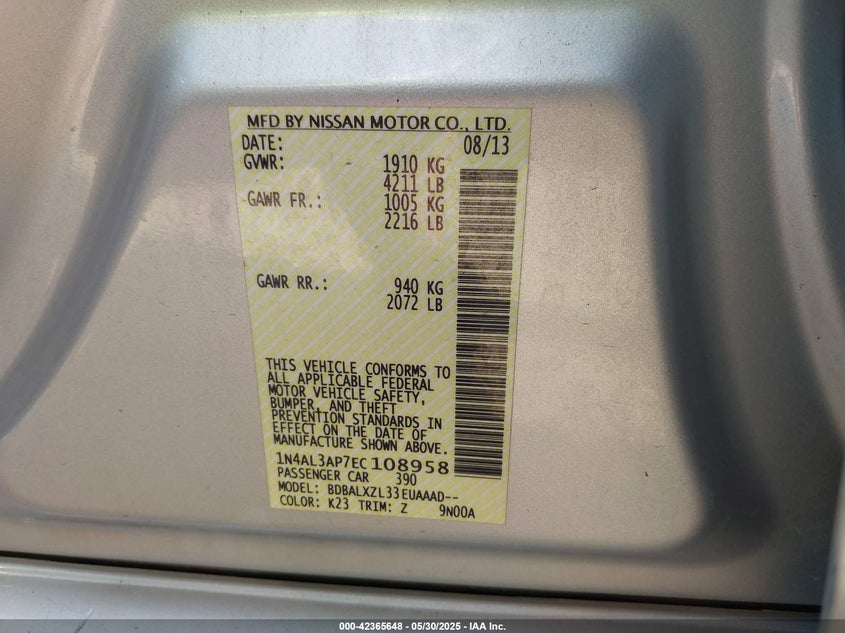 MFD BY NISSAN MOTOR CO., LTD.
DATE: 08/13
GVWR: 1910 KG
4211 LB
GAWR FR.: 1005 KG
2216 LB
GAWR RR.: 940 KG
2072 LB
THIS VEHICLE CONFORMS TO
ALL APPLICABLE FEDERAL
MOTOR VEHICLE SAFETY,
BUMPER, AND THEFT
PREVENTION STANDARDS IN
EFFECT ON THE DATE OF
MANUFACTURE SHOWN ABOVE.
1N4AL3AP7EC108958
PASSENGER CAR 390
MODEL: BDBALXZL33EUAAAD--
COLOR: K23 TRIM: Z 9N00A
000-42365648 - 05/30/2025 - IAA Inc.